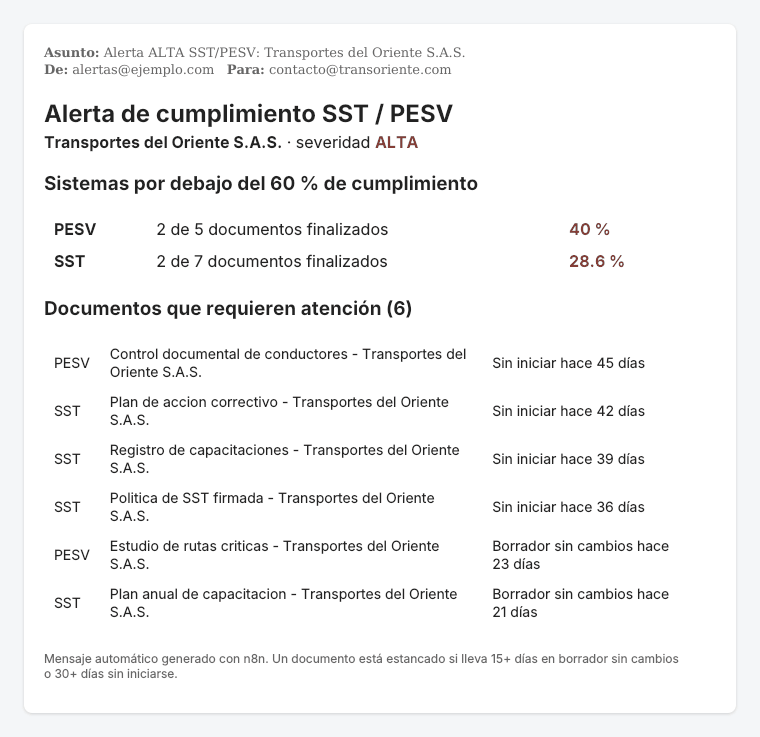 Asunto: Alerta ALTA SST/PESV: Transportes del Oriente S.A.S.
De: alertas@ejemplo.com Para: contacto@transoriente.com
Alerta de cumplimiento SST / PESV
Transportes del Oriente S.A.S. · severidad ALTA
Sistemas por debajo del 60 % de cumplimiento
PESV 2 de 5 documentos finalizados 40 %
SST 2 de 7 documentos finalizados 28.6 %
Documentos que requieren atención (6)
PESV Control documental de conductores - Transportes del
Oriente S.A.S. Sin iniciar hace 45 días
SST Plan de accion correctivo - Transportes del Oriente
S.A.S. Sin iniciar hace 42 días
SST Registro de capacitaciones - Transportes del Oriente
S.A.S. Sin iniciar hace 39 días
SST Politica de SST firmada - Transportes del Oriente
S.A.S. Sin iniciar hace 36 días
PESV Estudio de rutas criticas - Transportes del Oriente
S.A.S. Borrador sin cambios hace
23 días
SST Plan anual de capacitacion - Transportes del Oriente
S.A.S. Borrador sin cambios hace
21 días
Mensaje automático generado con n8n. Un documento está estancado si lleva 15+ días en borrador sin cambios
o 30+ días sin iniciarse.